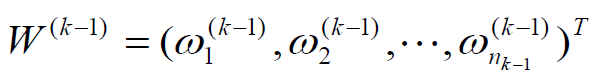 W^{(k-1)} = (ω_1^{(k-1)}, ω_2^{(k-1)}, ⋯, ω_{n_{k-1}}^{(k-1)})^T